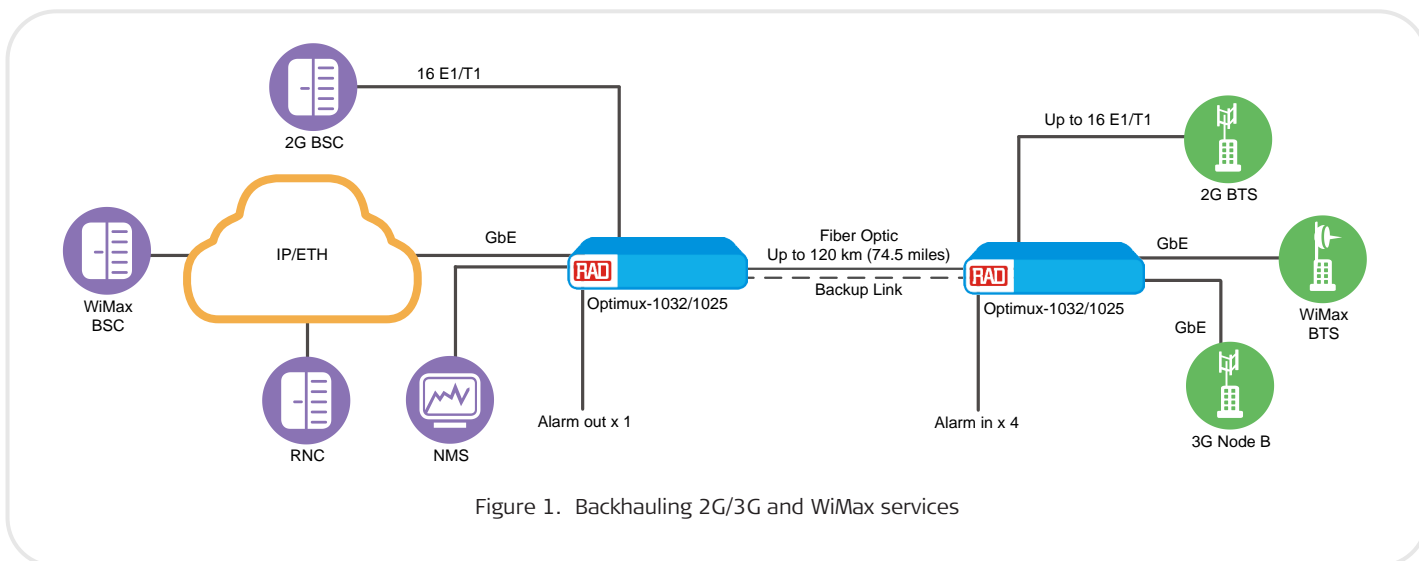 16 E1/T1
2G BSC
Up to 16 E1/T1
2G BTS
IP/ETH
GbE
Fiber Optic
Up to 120 km (74.5 miles)
Backup Link
GbE
RAD
Optimux-1032/1025
RAD
Optimux-1032/1025
WiMax
BSC
WiMax
BTS
GbE
RNC
NMS
Alarm out x 1
Alarm in x 4
3G Node B
Figure 1. Backhauling 2G/3G and WiMax services